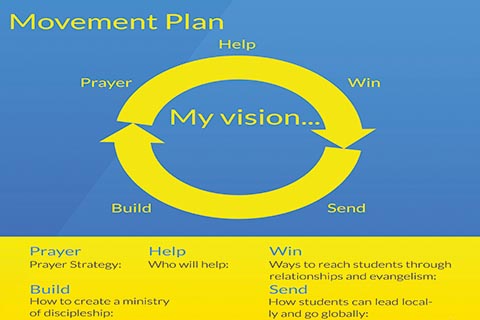 Movement Plan
Help
Prayer
Win
My vision...
Build
Send
Prayer
Prayer Strategy:
Help
Who will help:
Win
Ways to reach students through
relationships and evangelism:
Build
How to create a ministry
of discipleship:
Send
How students can lead local-
ly and go globally: